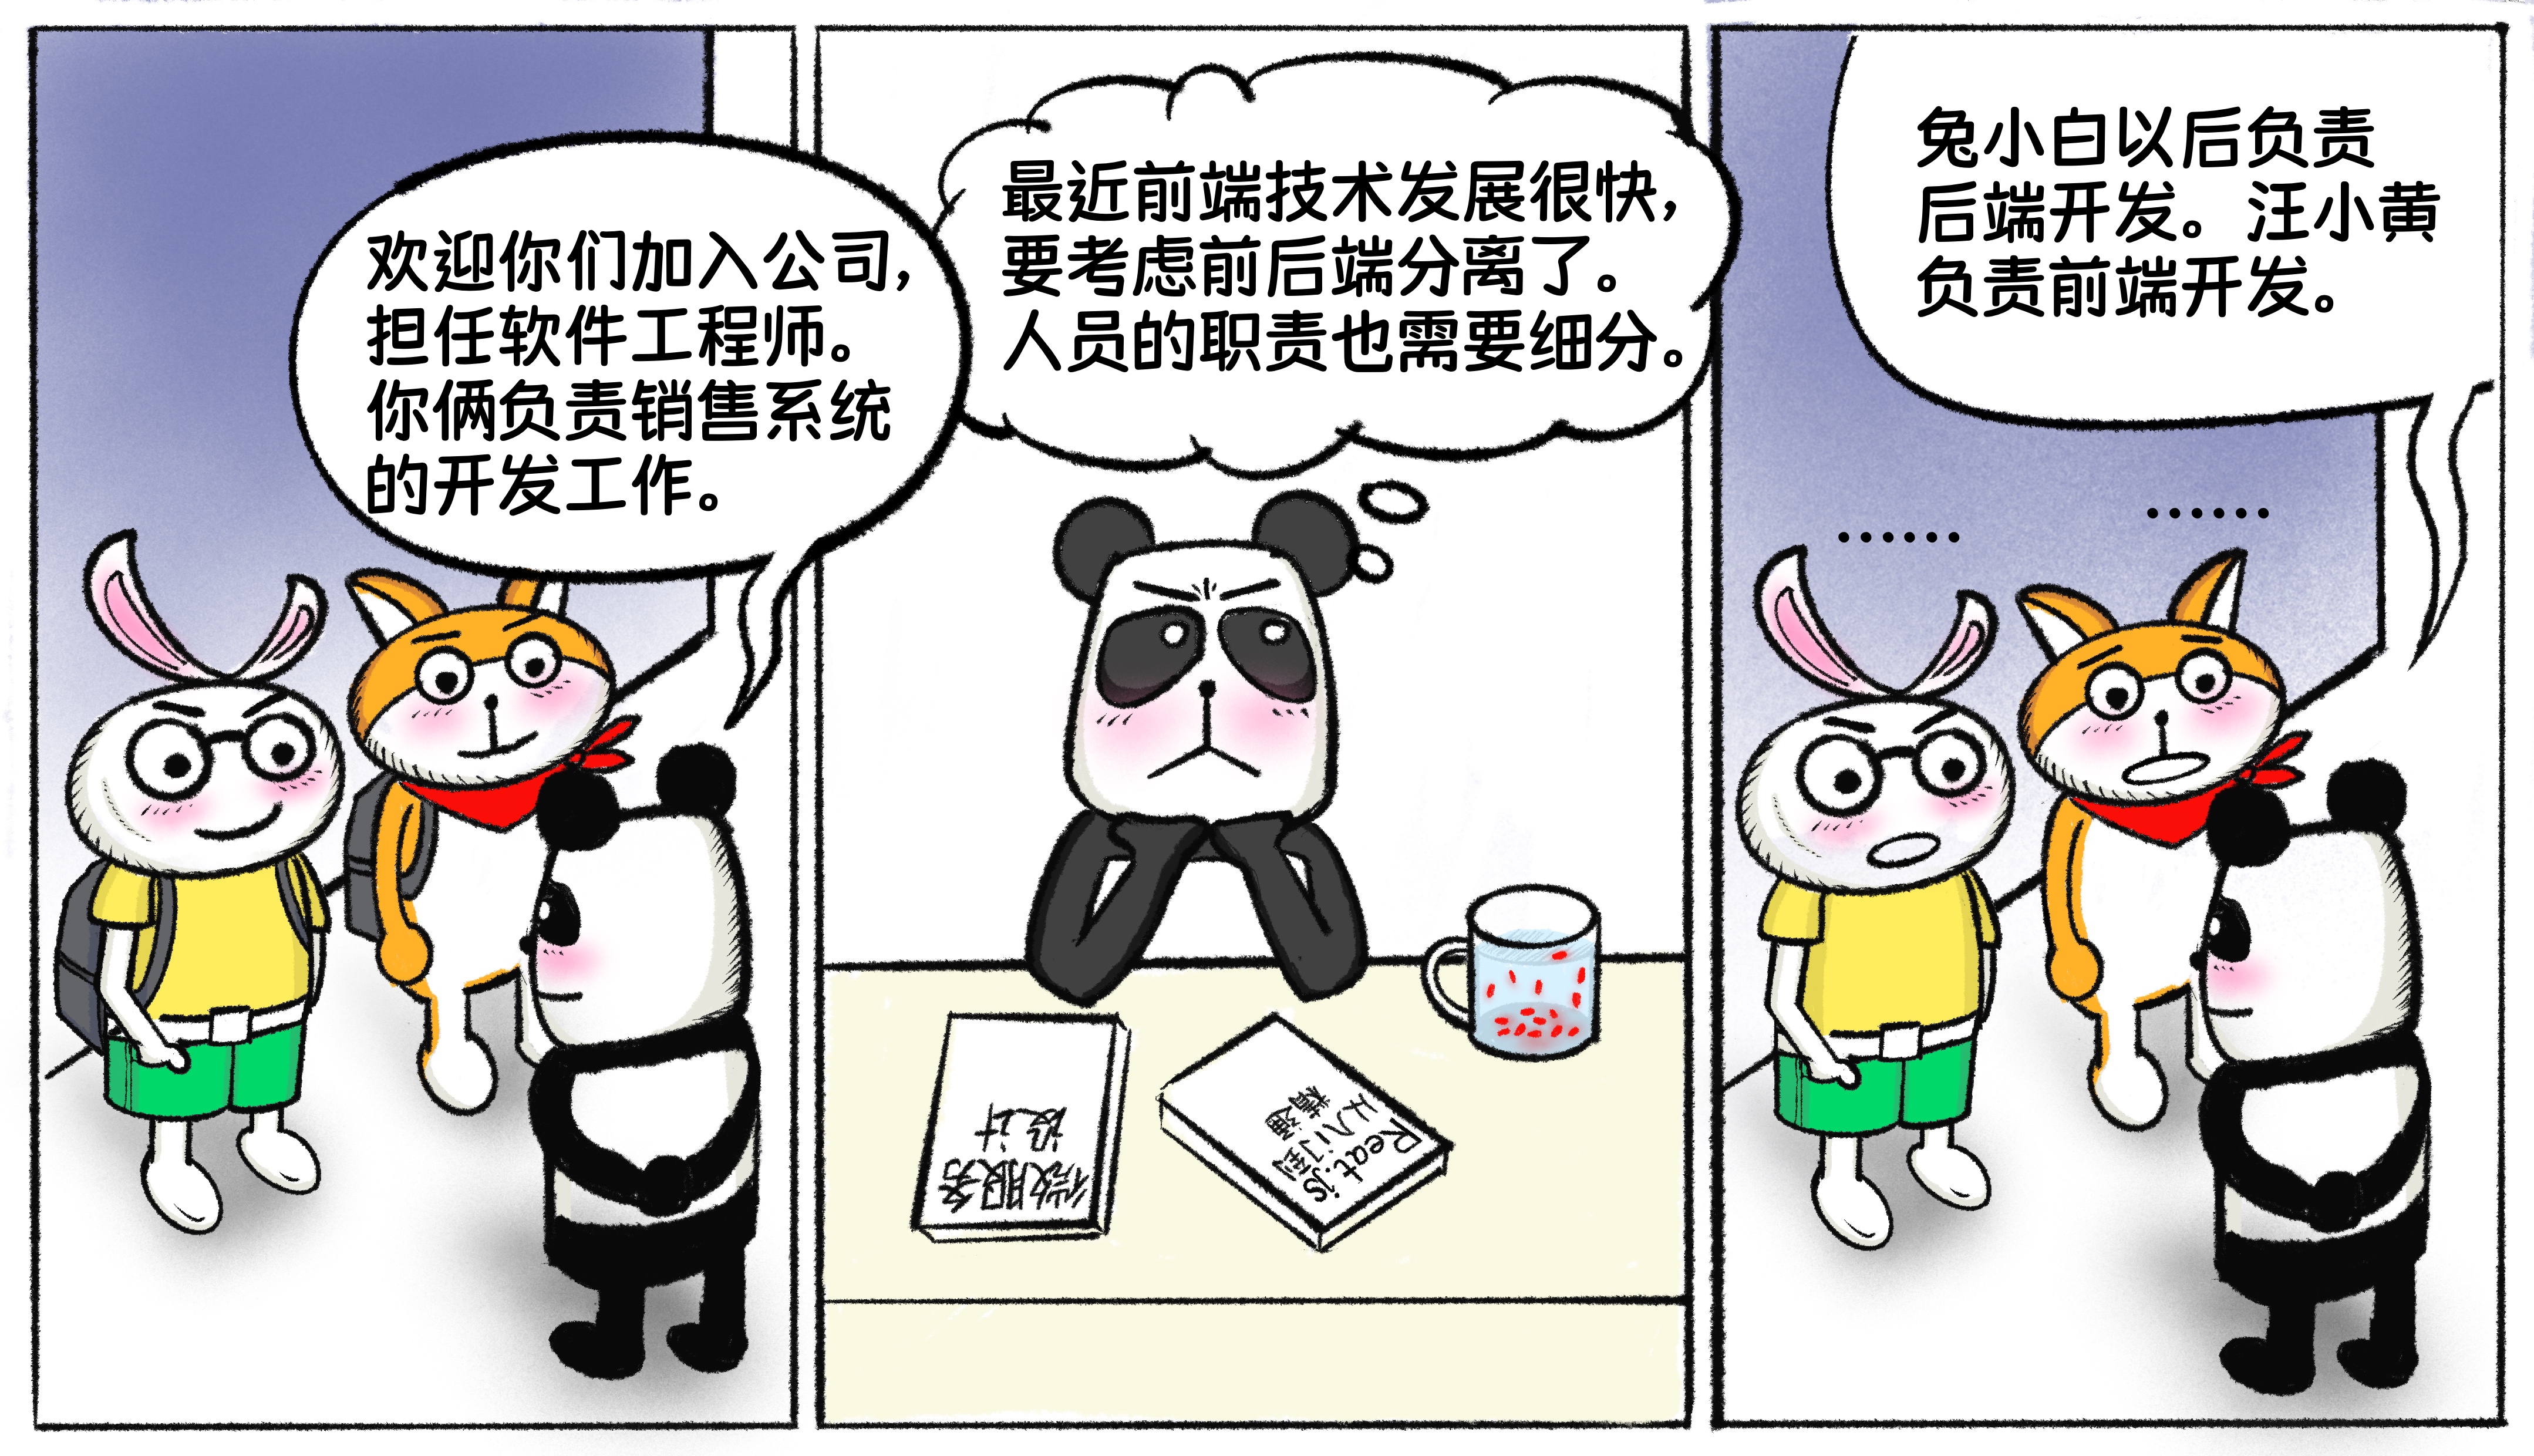 欢迎你们加入公司，
担任软件工程师。
你俩负责销售系统
的开发工作。
最近前端技术发展很快，
要考虑前后端分离了。
人员的职责也需要细分。
微服务
设计
Reat.js
从入门到
精通
兔小白以后负责
后端开发。汪小黄
负责前端开发。
......
......